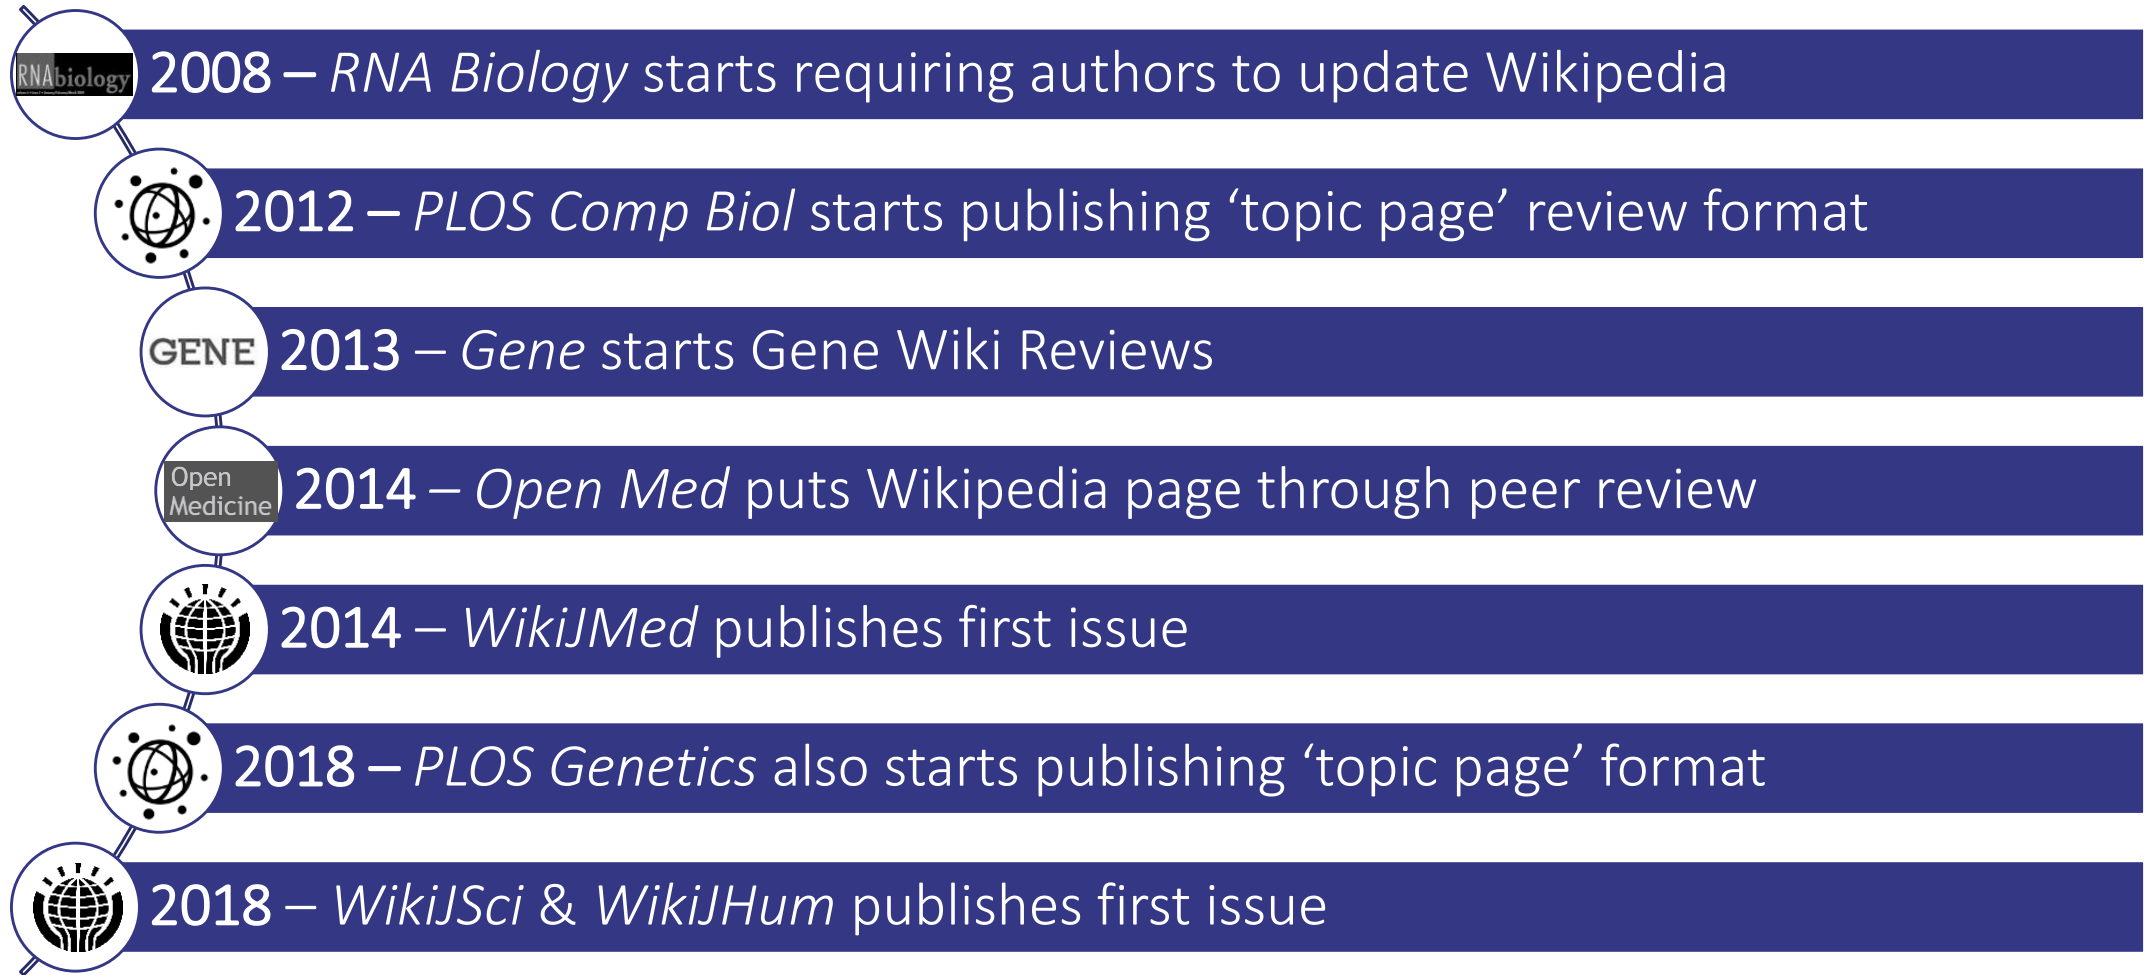 RNAbiology
2008 – RNA Biology starts requiring authors to update Wikipedia
2012 – PLOS Comp Biol starts publishing ‘topic page’ review format
GENE
2013 – Gene starts Gene Wiki Reviews
Open
Medicine
2014 – Open Med puts Wikipedia page through peer review
2014 – WikiJMed publishes first issue
2018 – PLOS Genetics also starts publishing ‘topic page’ format
2018 – WikiJSci & WikiJHum publishes first issue